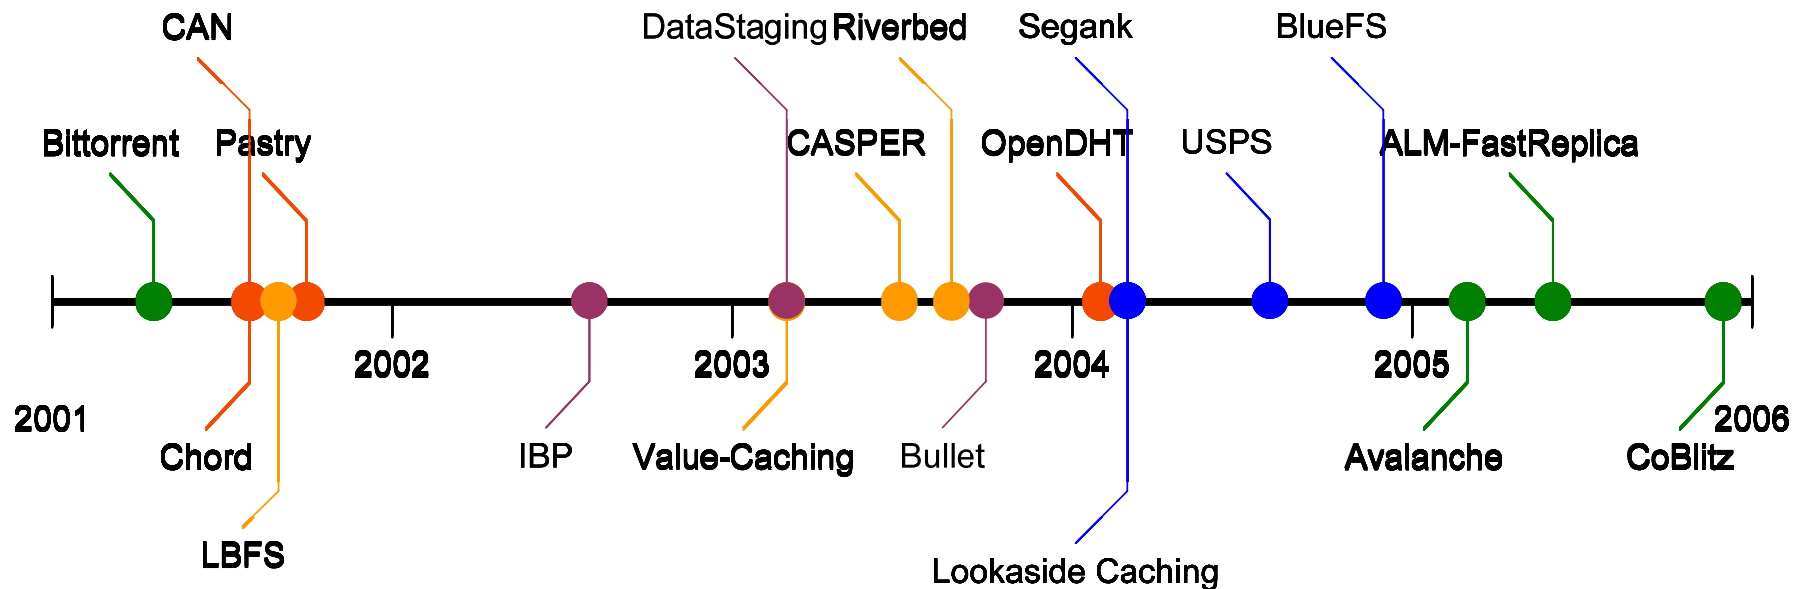 CAN
DataStaging
Riverbed
Segank
BlueFS
Bittorrent
Pastry
CASPER
OpenDHT
USPS
ALM-FastReplica
2002
2003
2004
2005
2001
2006
Chord
IBP
Value-Caching
Bullet
Avalanche
CoBlitz
LBFS
Lookaside Caching